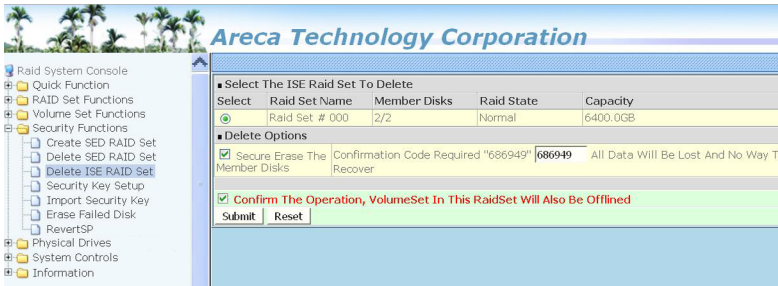 Areca Technology Corporation
Raid System Console
Quick Function
RAID Set Functions
Volume Set Functions
Security Functions
Create SED RAID Set
Delete SED RAID Set
Delete ISE RAID Set
Security Key Setup
Import Security Key
Erase Failed Disk
RevertSP
Physical Drives
System Controls
Information
Select The ISE Raid Set To Delete
Select Raid Set Name Member Disks Raid State Capacity
Raid Set # 000 2/2 Normal 6400.0GB
Delete Options
Secure Erase The Member Disks
Confirmation Code Required "686949" 686949 All Data Will Be Lost And No Way T
Recover
Confirm The Operation, VolumeSet In This RaidSet Will Also Be Offlined
Submit Reset